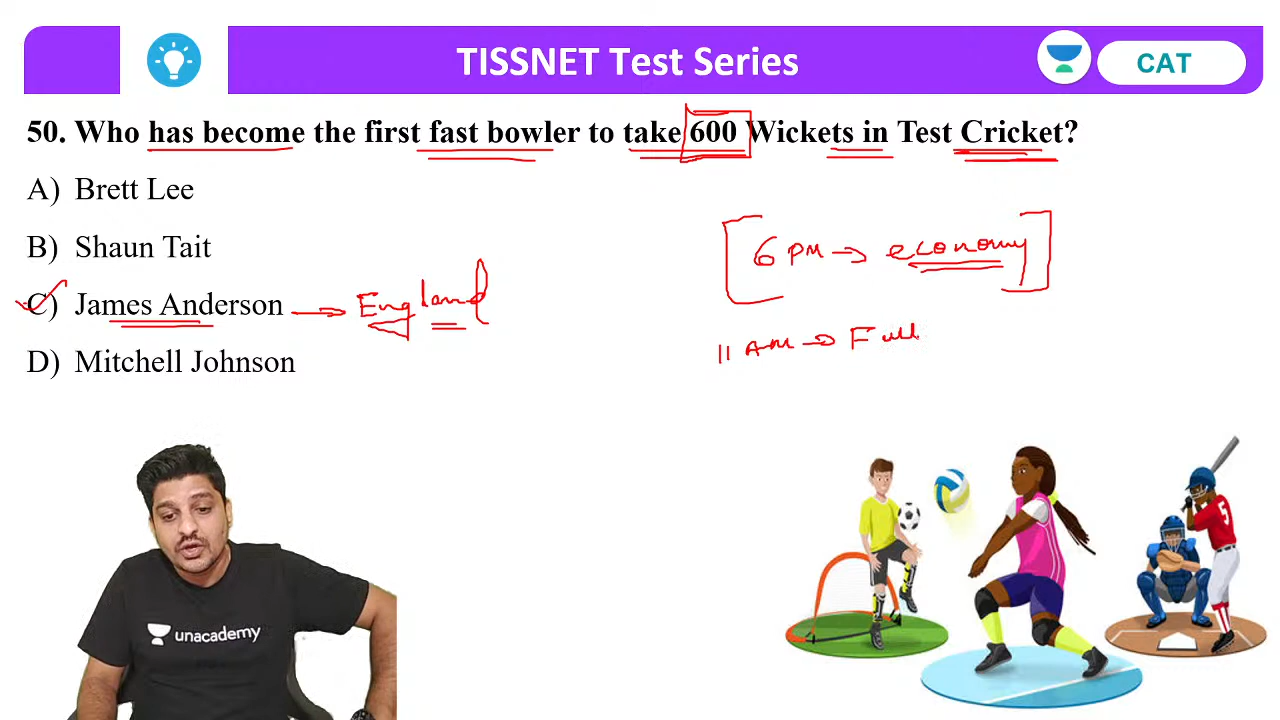 TISSNET Test Series
CAT
50. Who has become the first fast bowler to take 600 Wickets in Test Cricket?
A) Brett Lee
B) Shaun Tait
6 PM → economy
C) James Anderson → England
11 AM → Full
D) Mitchell Johnson
unacademy
5